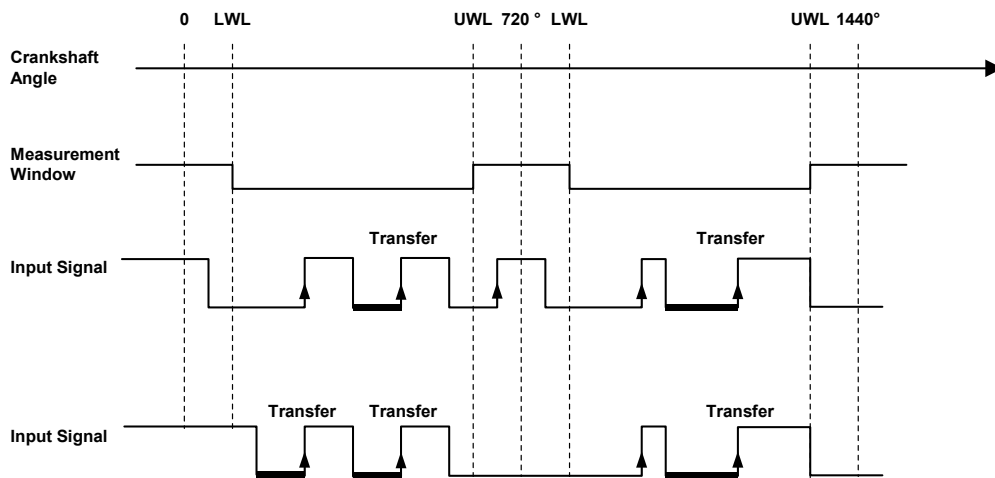 0 LWL UWL 720 ° LWL UWL 1440°
Crankshaft
Angle
Measurement
Window
Transfer Transfer
Input Signal
Transfer Transfer Transfer
Input Signal